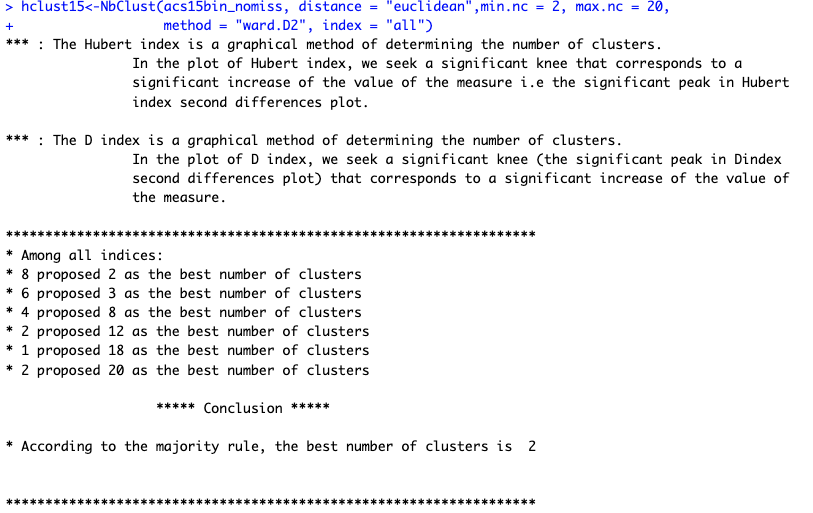 > hclust15<-NbClust(acs15bin_nomiss, distance = "euclidean",min.nc = 2, max.nc = 20,
+ method = "ward.D2", index = "all")
*** : The Hubert index is a graphical method of determining the number of clusters.
In the plot of Hubert index, we seek a significant knee that corresponds to a
significant increase of the value of the measure i.e the significant peak in Hubert
index second differences plot.
*** : The D index is a graphical method of determining the number of clusters.
In the plot of D index, we seek a significant knee (the significant peak in Dindex
second differences plot) that corresponds to a significant increase of the value of
the measure.
*******************************************************************
* Among all indices:
* 8 proposed 2 as the best number of clusters
* 6 proposed 3 as the best number of clusters
* 4 proposed 8 as the best number of clusters
* 2 proposed 12 as the best number of clusters
* 1 proposed 18 as the best number of clusters
* 2 proposed 20 as the best number of clusters
***** Conclusion *****
* According to the majority rule, the best number of clusters is 2
*******************************************************************